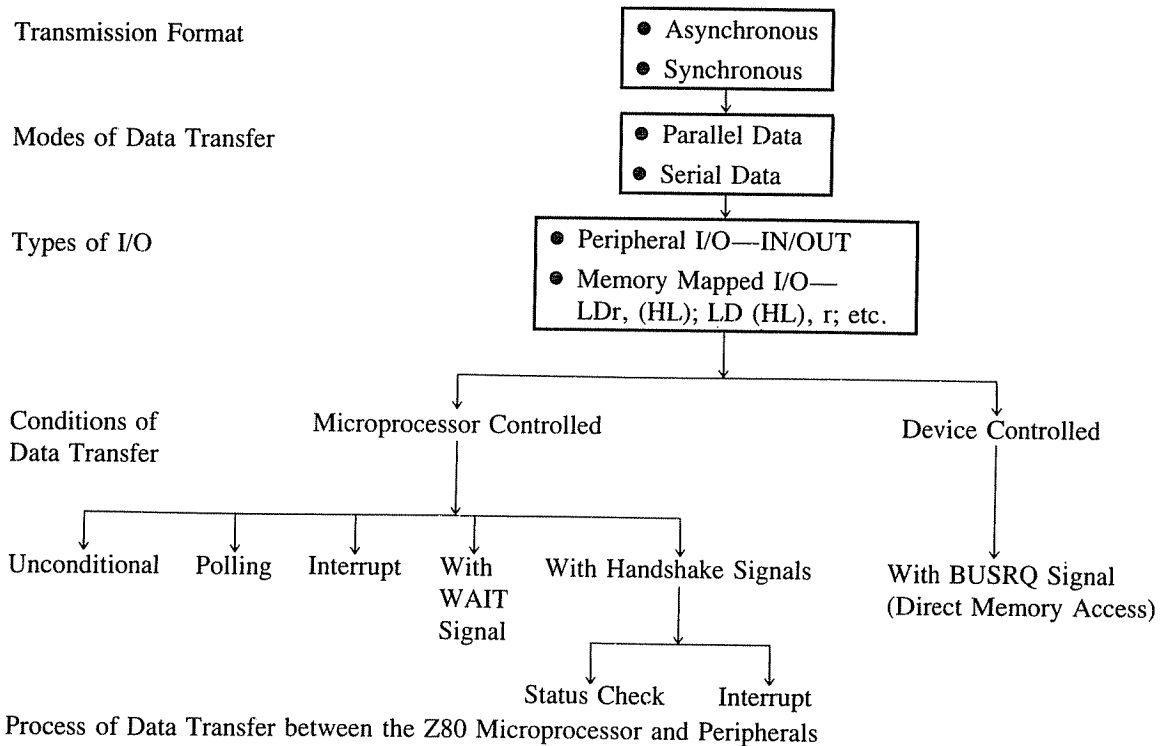 Transmission Format
● Asynchronous
● Synchronous
Modes of Data Transfer
● Parallel Data
● Serial Data
Types of I/O
● Peripheral I/O—IN/OUT
● Memory Mapped I/O—
LDr, (HL); LD (HL), r; etc.
Conditions of
Data Transfer
Microprocessor Controlled
Device Controlled
Unconditional
Polling
Interrupt
With
WAIT
Signal
With Handshake Signals
With BUSRQ Signal
(Direct Memory Access)
Status Check
Interrupt
Process of Data Transfer between the Z80 Microprocessor and Peripherals